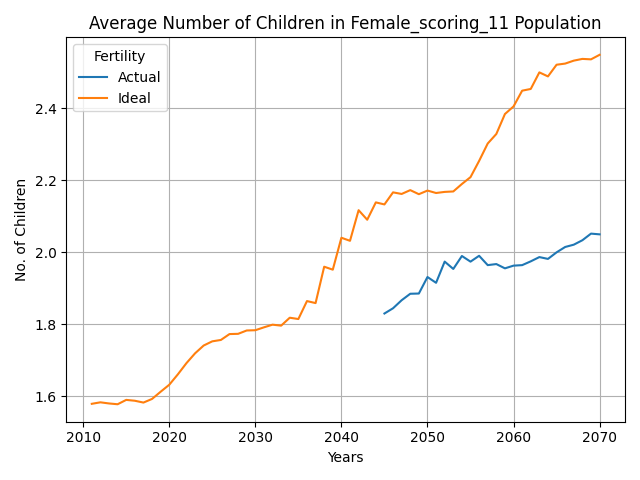 Average Number of Children in Female_scoring_11 Population
Fertility
Actual
Ideal
No. of Children
2.4
2.2
2.0
1.8
1.6
2010 2020 2030 2040 2050 2060 2070
Years